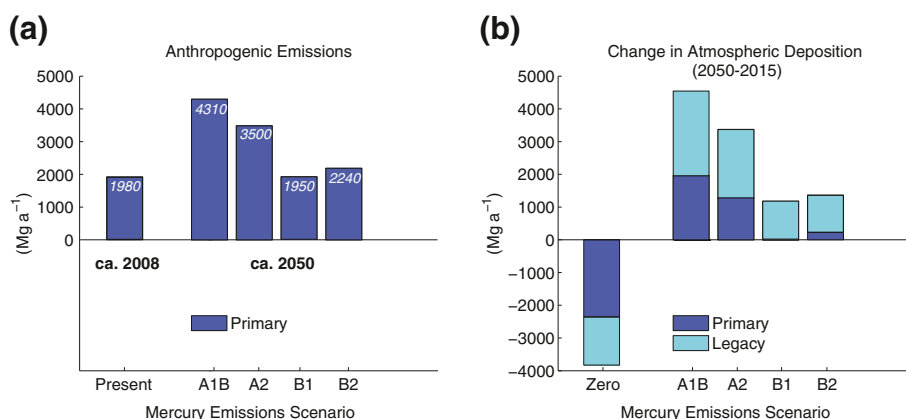 (a)
Anthropogenic Emissions
5000
4000
3000
2000
1000
0
(Mg a⁻¹)
4310
3500
1980
1950
2240
ca. 2008
ca. 2050
Primary
Present
A1B
A2
B1
B2
Mercury Emissions Scenario
(b)
Change in Atmospheric Deposition
(2050-2015)
5000
4000
3000
2000
1000
0
−1000
−2000
−3000
−4000
(Mg a⁻¹)
Primary
Legacy
Zero
A1B
A2
B1
B2
Mercury Emissions Scenario